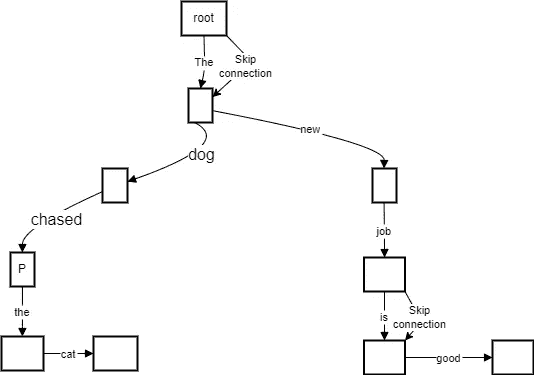 root
The
Skip
connection
new
dog
chased
job
P
the
is
Skip
connection
cat
good